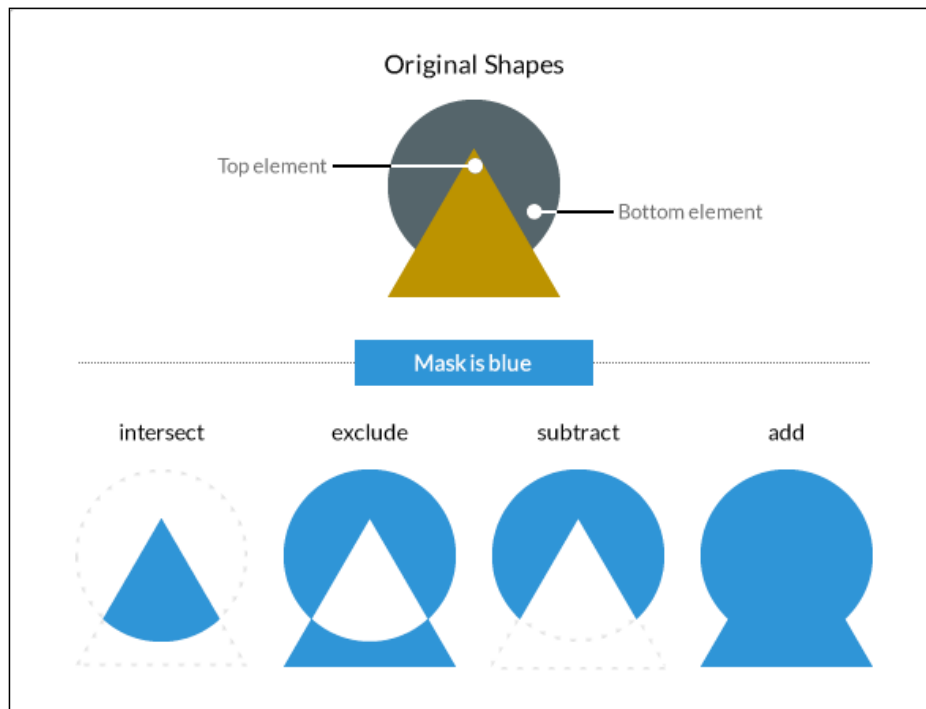 Original Shapes
Top element
Bottom element
Mask is blue
intersect exclude subtract add